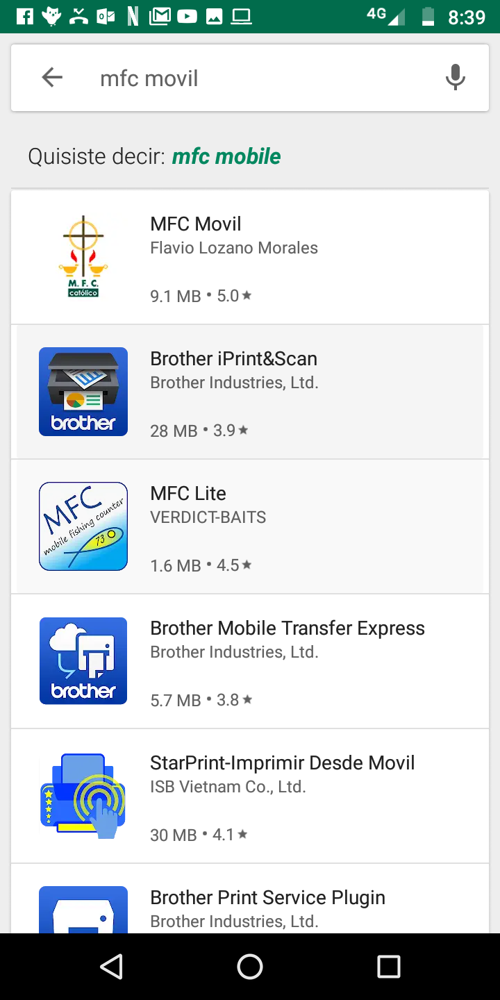 4G 8:39
mfc movil
Quisiste decir: mfc mobile
MFC Movil
Flavio Lozano Morales
M. F. C.
católico
9.1 MB • 5.0★
Brother iPrint&Scan
Brother Industries, Ltd.
brother
28 MB • 3.9★
MFC Lite
VERDICT-BAITS
MFC
mobile fishing counter
73
1.6 MB • 4.5★
Brother Mobile Transfer Express
Brother Industries, Ltd.
brother
5.7 MB • 3.8★
StarPrint-Imprimir Desde Movil
ISB Vietnam Co., Ltd.
30 MB • 4.1★
Brother Print Service Plugin
Brother Industries, Ltd.